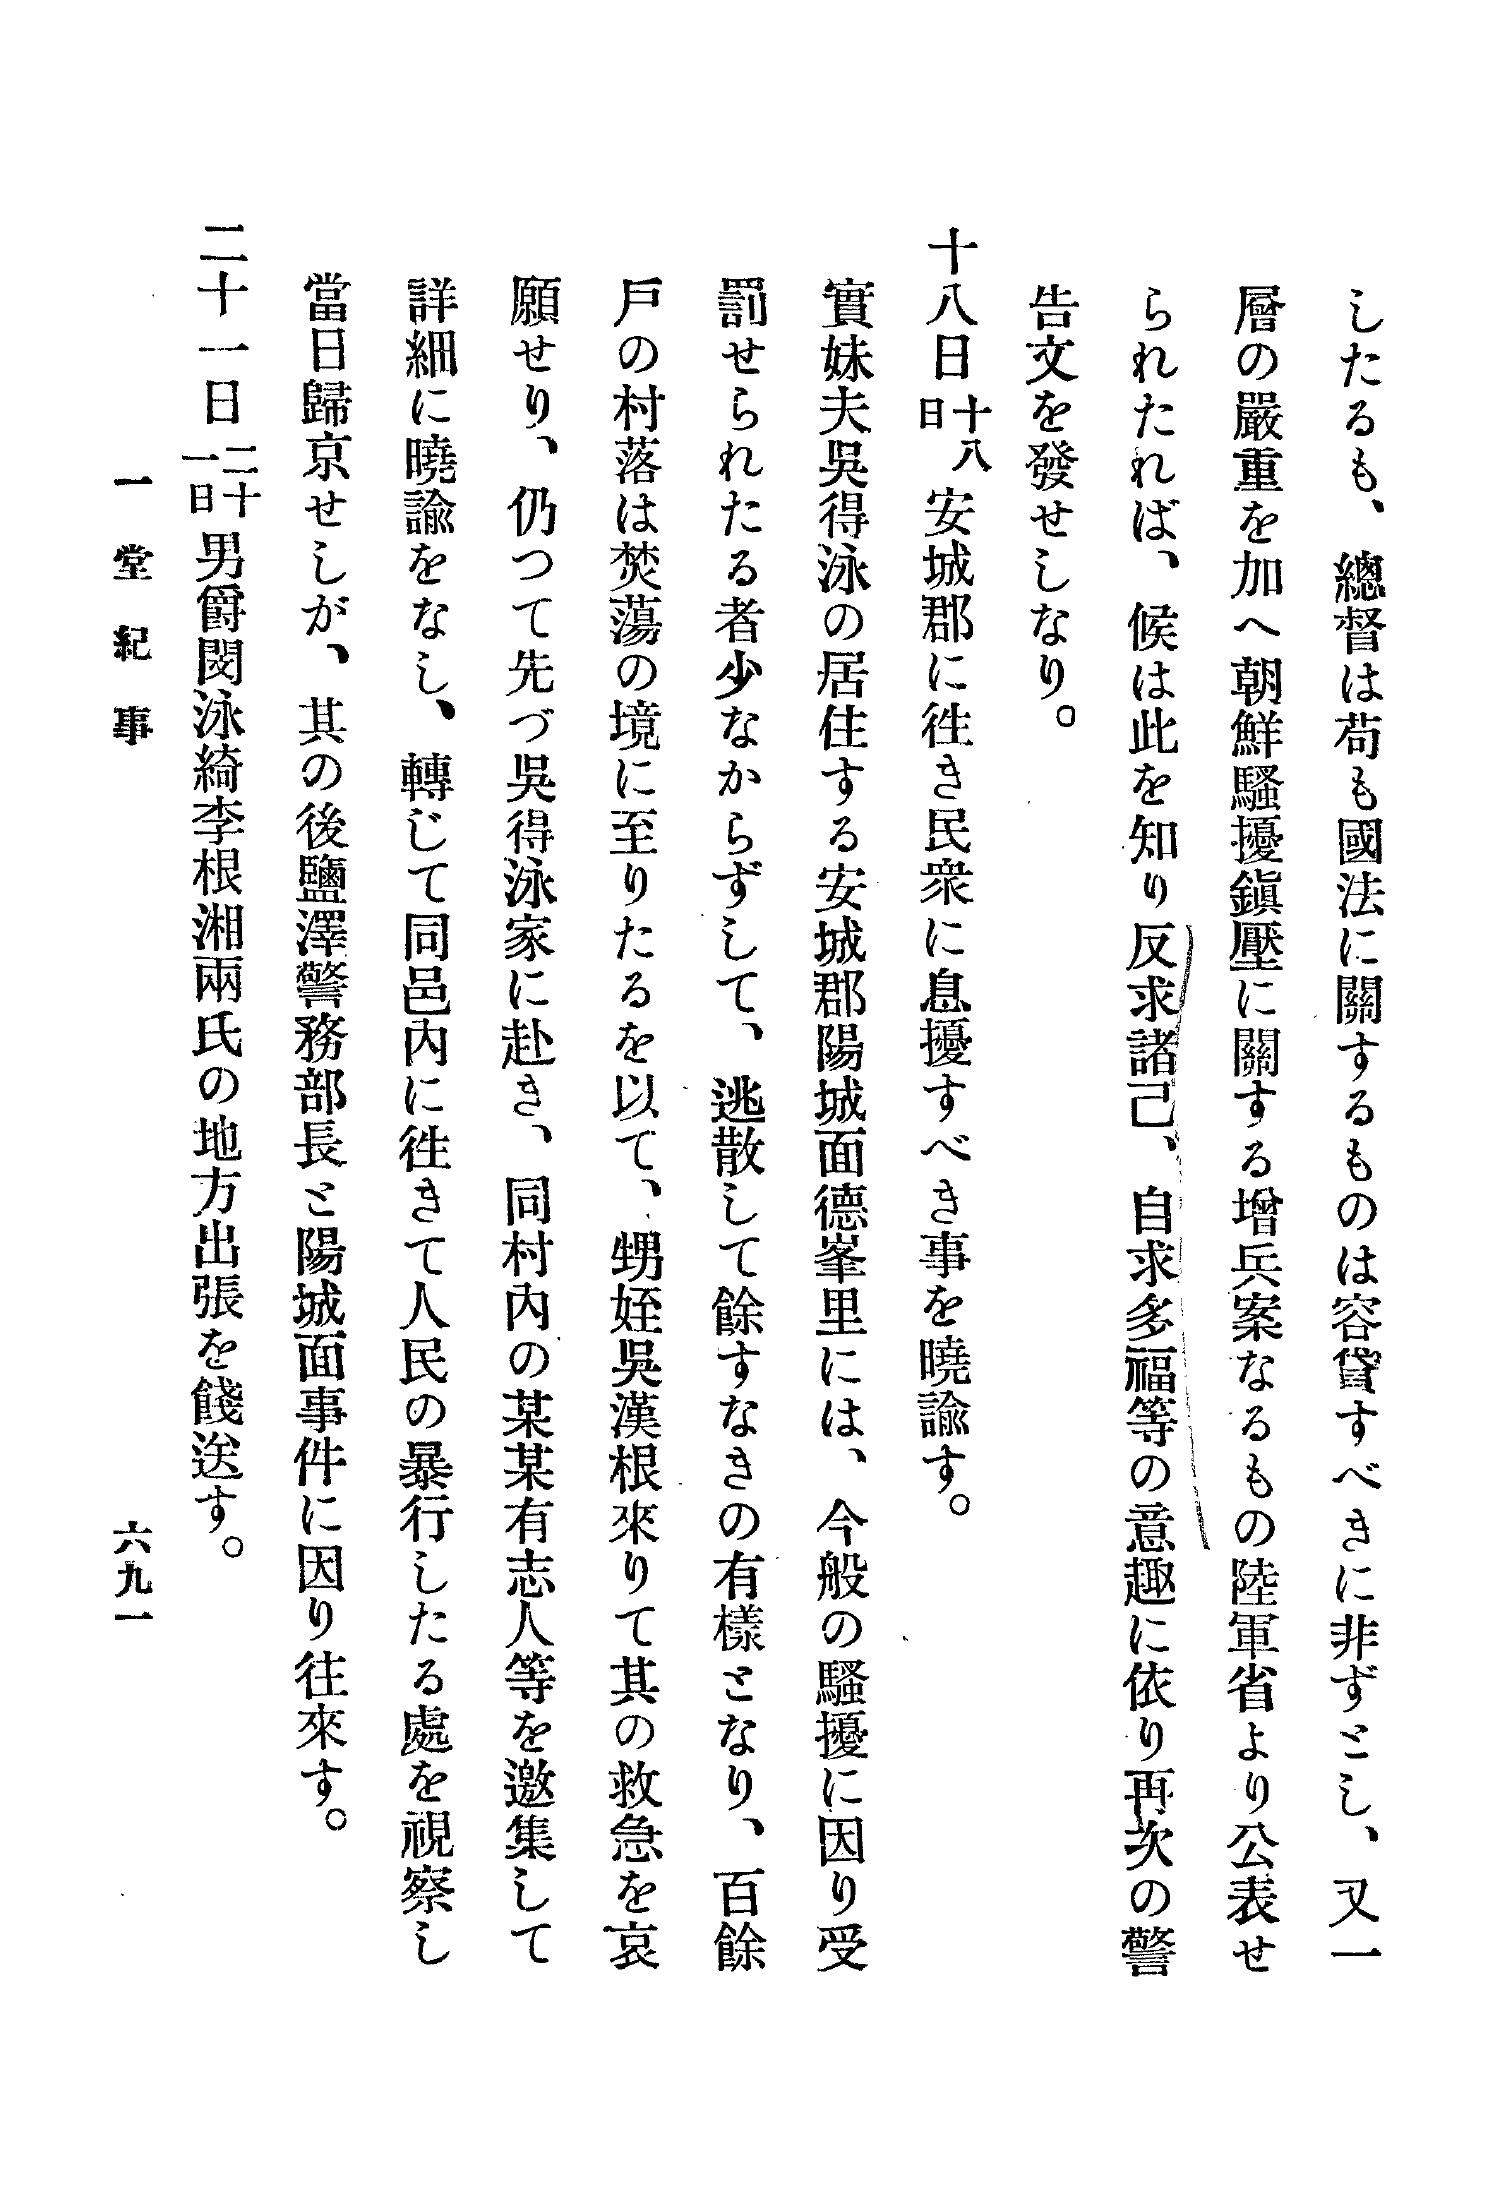 したるも、總督は苟も國法に關するものは容貸すべきに非ずとし、又一
層の嚴重を加へ朝鮮騷擾鎭壓に關する增兵案なるもの陸軍省より公表せ
られたれば、候は此を知り反求諸己、自求多福等の意趣に依り再次の警
告文を發せしなり。
十八日十八日安城郡に徃き民衆に息擾すべき事を曉諭す。
實妹夫吳得泳の居住する安城郡陽城面德峯里には、今般の騷擾に因り受
罰せられたる者少なからずして、逃散して餘すなきの有樣となり、百餘
戶の村落は焚蕩の境に至りたるを以て、甥姪吳漢根來りて其の救急を哀
願せり、仍つて先づ吳得泳家に赴き、同村內の某某有志人等を邀集して
詳細に曉諭をなし、轉じて同邑內に徃きて人民の暴行したる處を視察し
當日歸京せしが、其の後鹽澤警務部長と陽城面事件に因り往來す。
二十一日二十一日男爵閔泳綺李根湘兩氏の地方出張を餞送す。
一堂紀事
六九一